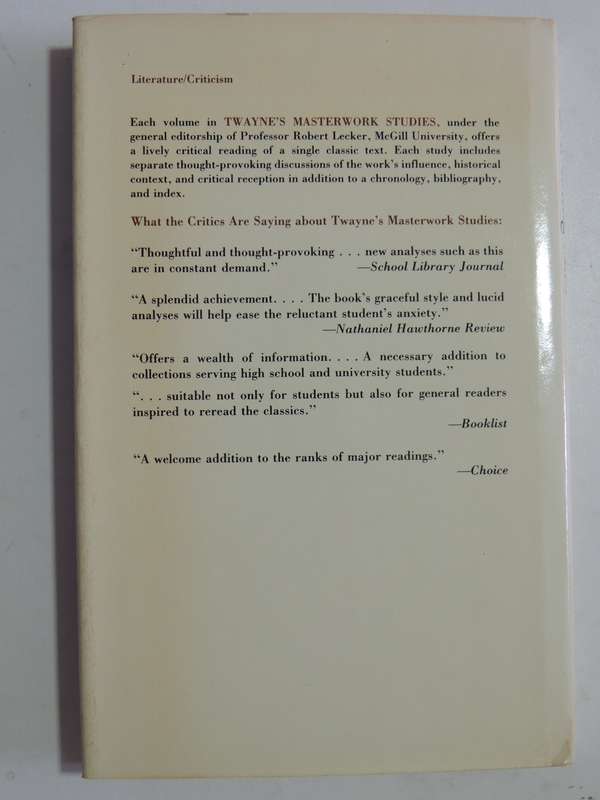 Literature/Criticism
Each volume in TWAYNE'S MASTERWORK STUDIES, under the
general editorship of Professor Robert Lecker, McGill University, offers
a lively critical reading of a single classic text. Each study includes
separate thought-provoking discussions of the work's influence, historical
context, and critical reception in addition to a chronology, bibliography,
and index.
What the Critics Are Saying about Twayne's Masterwork Studies:
“Thoughtful and thought-provoking . . . new analyses such as this
are in constant demand.” —School Library Journal
“A splendid achievement. . . . The book's graceful style and lucid
analyses will help ease the reluctant student's anxiety.”
—Nathaniel Hawthorne Review
“Offers a wealth of information. . . . A necessary addition to
collections serving high school and university students.”
“. . . suitable not only for students but also for general readers
inspired to reread the classics.”
—Booklist
“A welcome addition to the ranks of major readings.”
—Choice